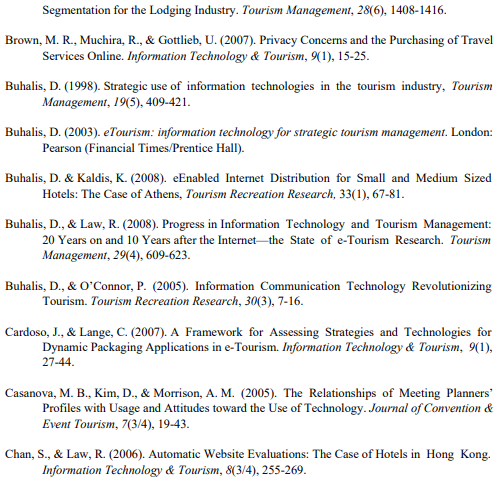 Segmentation for the Lodging Industry. Tourism Management, 28(6), 1408-1416.
Brown, M. R., Muchira, R., & Gottlieb, U. (2007). Privacy Concerns and the Purchasing of Travel
Services Online. Information Technology & Tourism, 9(1), 15-25.
Buhalis, D. (1998). Strategic use of information technologies in the tourism industry, Tourism
Management, 19(5), 409-421.
Buhalis, D. (2003). eTourism: information technology for strategic tourism management. London:
Pearson (Financial Times/Prentice Hall).
Buhalis, D. & Kaldis, K. (2008). eEnabled Internet Distribution for Small and Medium Sized
Hotels: The Case of Athens, Tourism Recreation Research, 33(1), 67-81.
Buhalis, D., & Law, R. (2008). Progress in Information Technology and Tourism Management:
20 Years on and 10 Years after the Internet—the State of e-Tourism Research. Tourism
Management, 29(4), 609-623.
Buhalis, D., & O’Connor, P. (2005). Information Communication Technology Revolutionizing
Tourism. Tourism Recreation Research, 30(3), 7-16.
Cardoso, J., & Lange, C. (2007). A Framework for Assessing Strategies and Technologies for
Dynamic Packaging Applications in e-Tourism. Information Technology & Tourism, 9(1),
27-44.
Casanova, M. B., Kim, D., & Morrison, A. M. (2005). The Relationships of Meeting Planners’
Profiles with Usage and Attitudes toward the Use of Technology. Journal of Convention &
Event Tourism, 7(3/4), 19-43.
Chan, S., & Law, R. (2006). Automatic Website Evaluations: The Case of Hotels in Hong Kong.
Information Technology & Tourism, 8(3/4), 255-269.